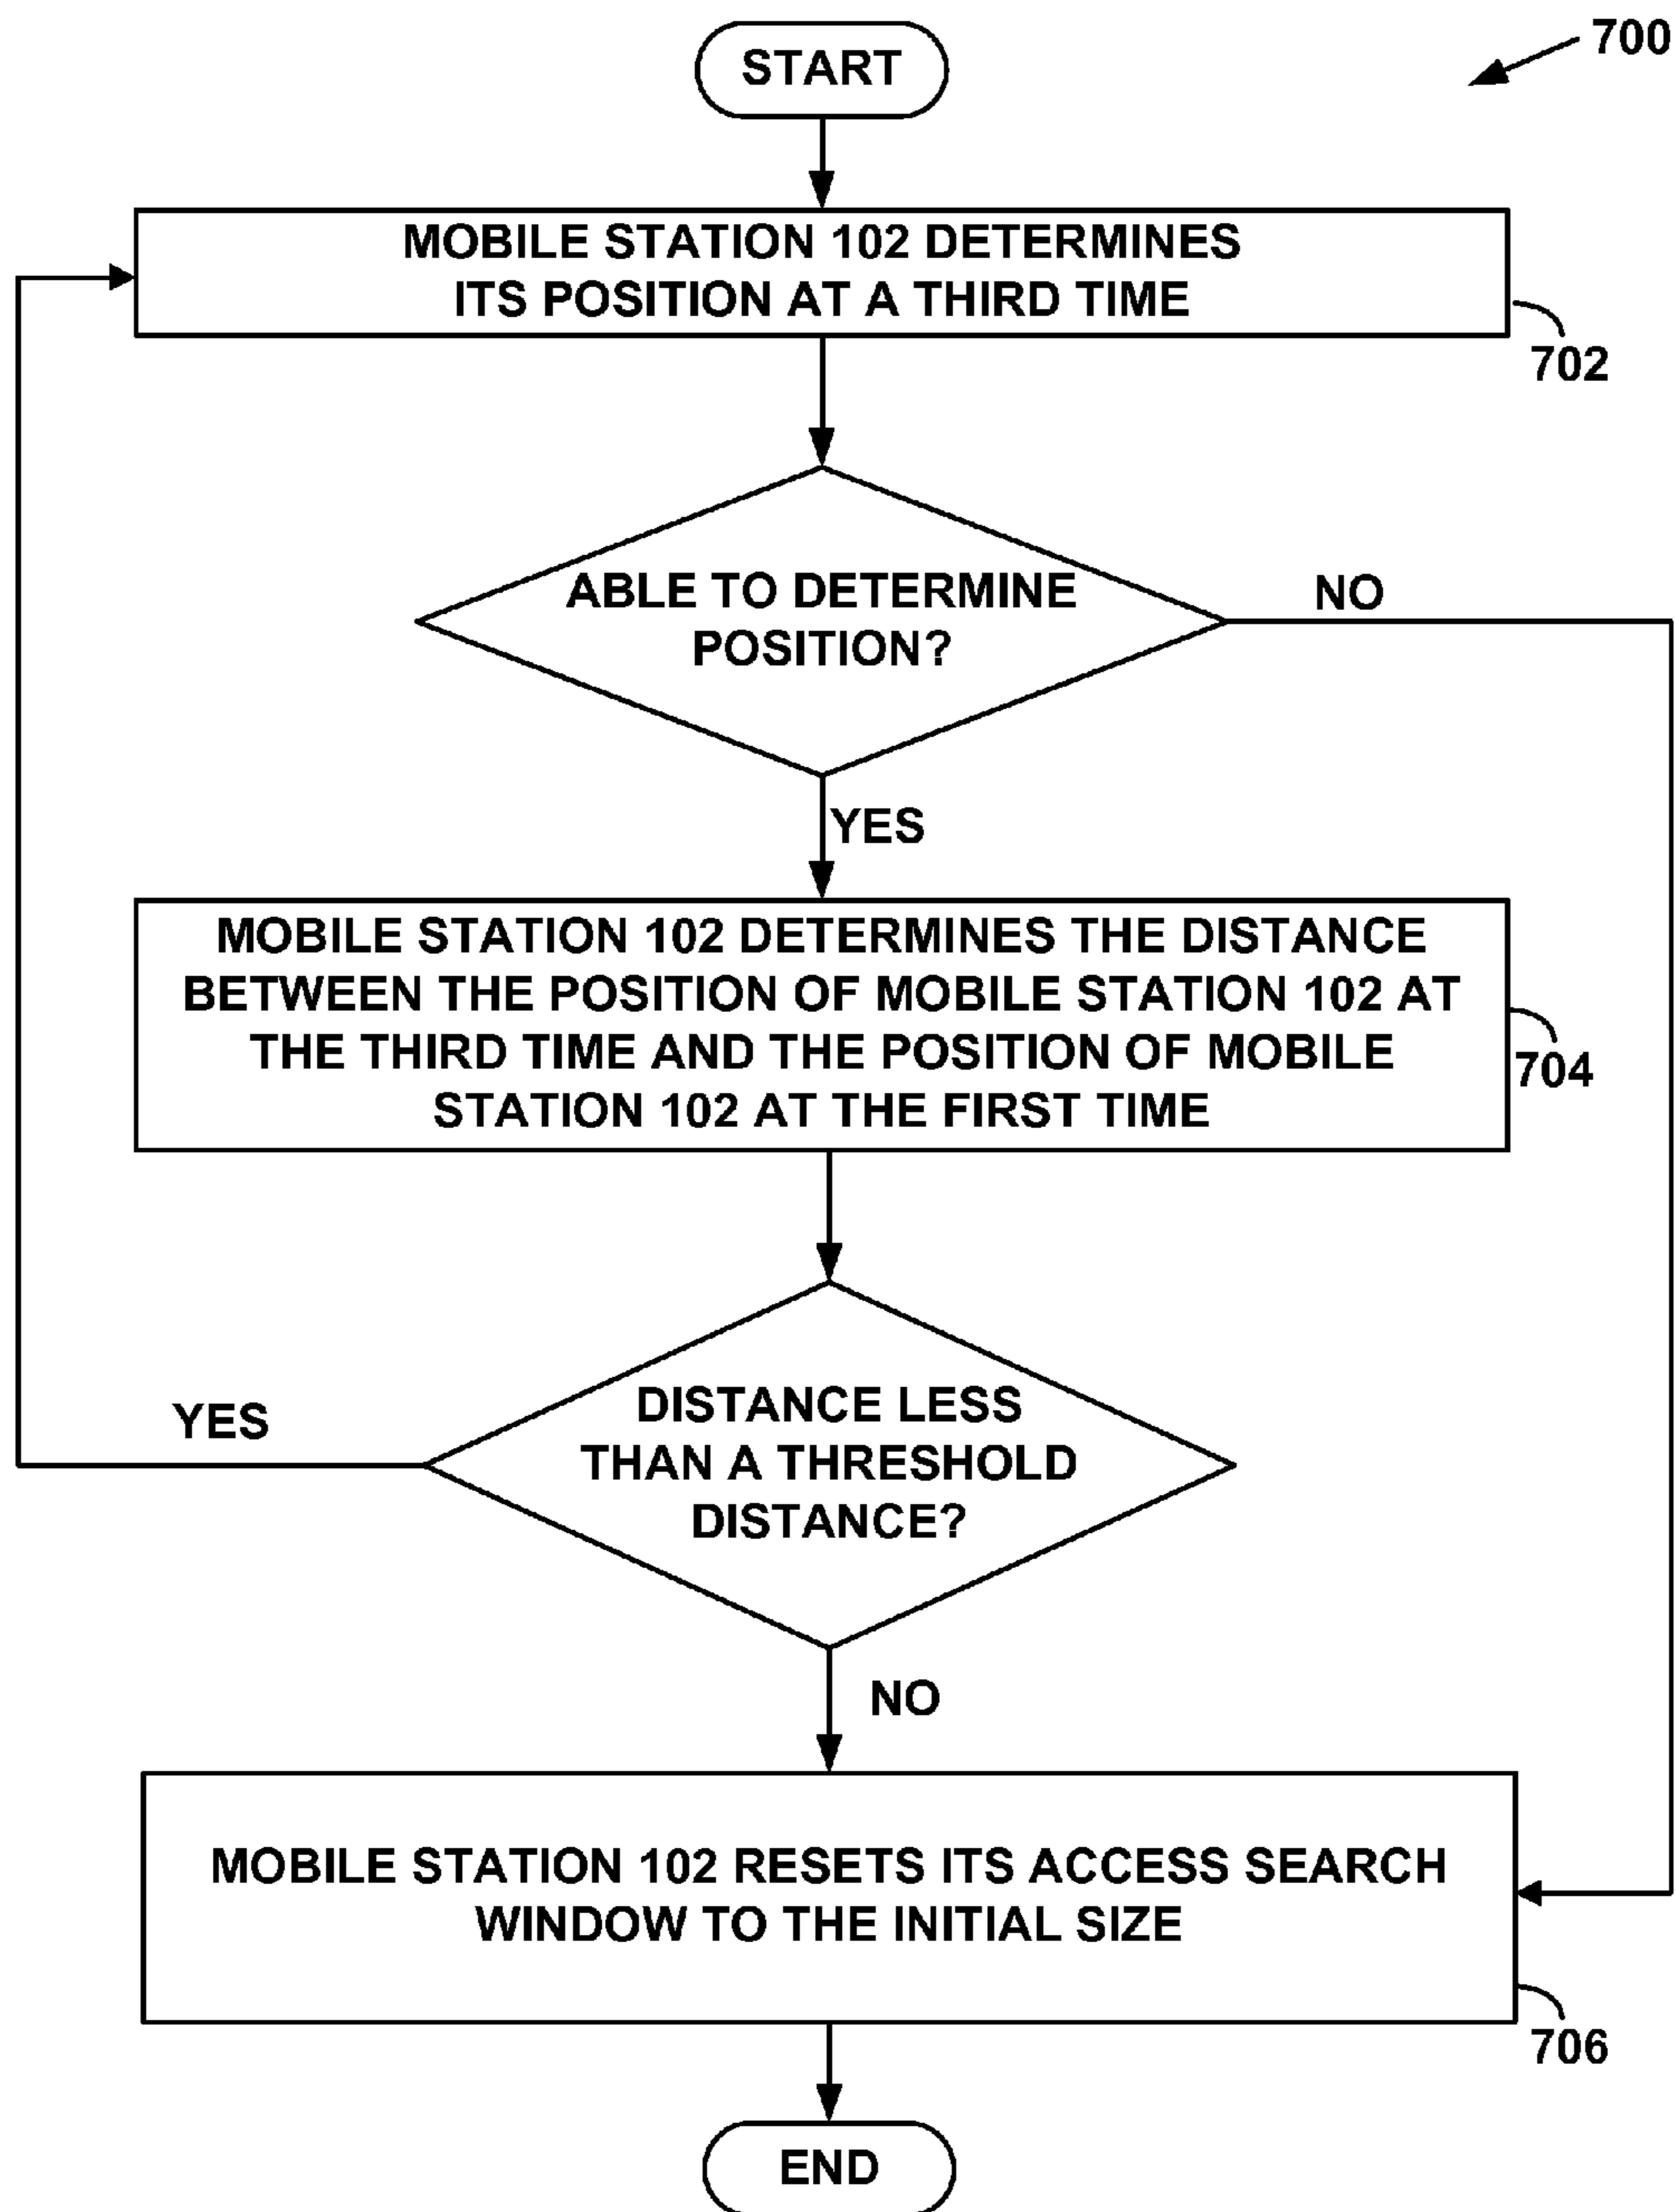 START
700
MOBILE STATION 102 DETERMINES
ITS POSITION AT A THIRD TIME
702
ABLE TO DETERMINE
POSITION?
NO
YES
MOBILE STATION 102 DETERMINES THE DISTANCE
BETWEEN THE POSITION OF MOBILE STATION 102 AT
THE THIRD TIME AND THE POSITION OF MOBILE
STATION 102 AT THE FIRST TIME
704
DISTANCE LESS
THAN A THRESHOLD
DISTANCE?
YES
NO
MOBILE STATION 102 RESETS ITS ACCESS SEARCH
WINDOW TO THE INITIAL SIZE
706
END